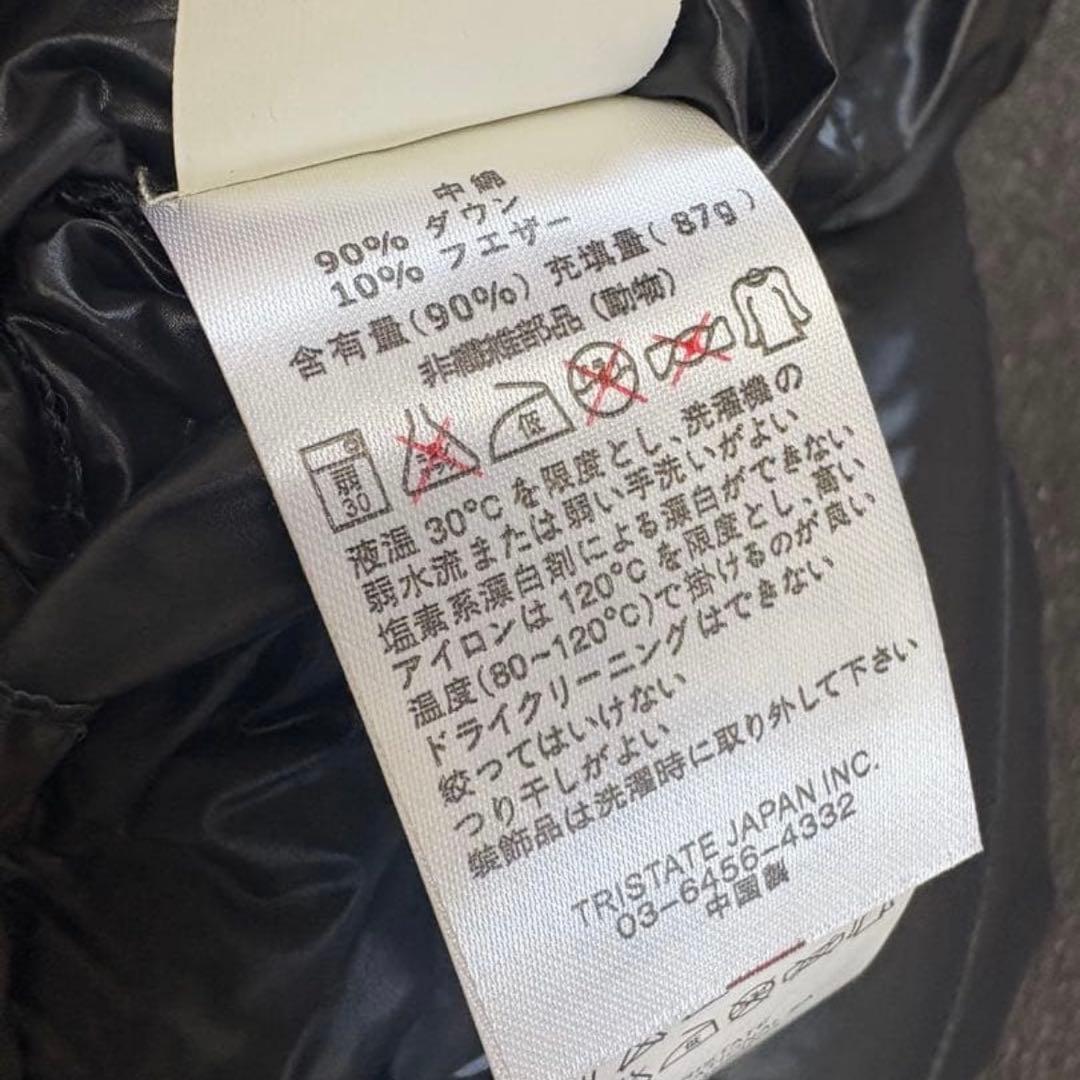 中綿
90% ダウン
10% フエザー
含有量(90%) 充填量( 87g )
非繊維部品 (動物)
弱
30
低
液温 30℃ を限度とし、洗濯機の
弱水流または弱い手洗いがよい
塩素系漂白剤による漂白ができない
アイロンは 120℃ を限度とし、高い
温度(80~120℃)で掛けるのが良い
ドライクリーニングはできない
絞ってはいけない
つり干しがよい
装飾品は洗濯時に取り外して下さい
TRISTATE JAPAN INC.
03-6456-4332
中国製